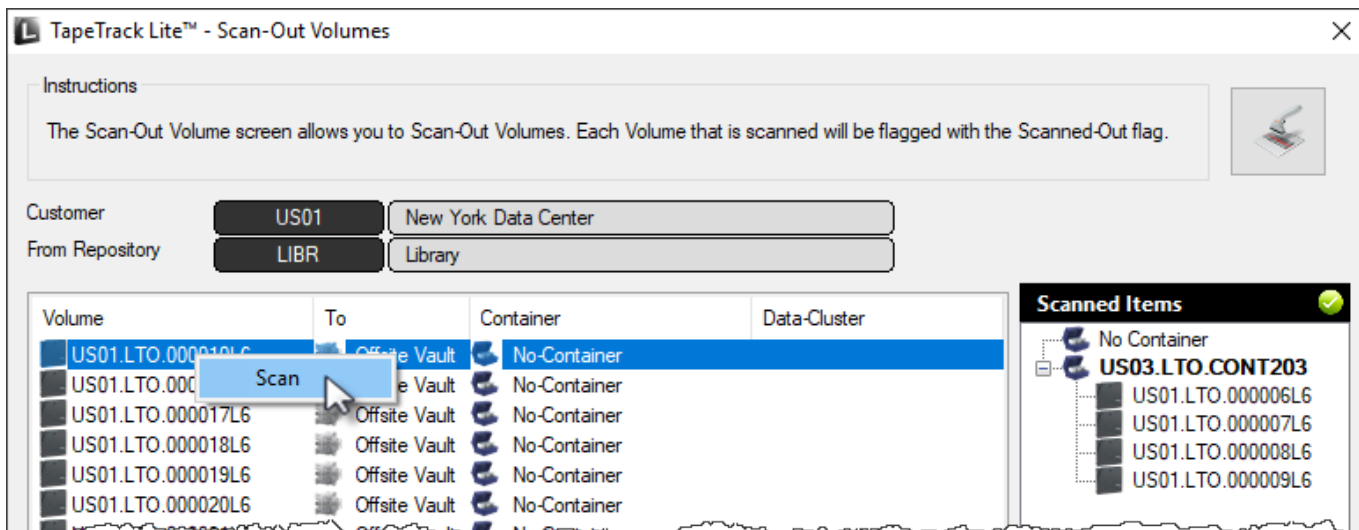 TapeTrack Lite™ - Scan-Out Volumes
Instructions
The Scan-Out Volume screen allows you to Scan-Out Volumes. Each Volume that is scanned will be flagged with the Scanned-Out flag.
Customer US01 New York Data Center
From Repository LIBR Library
Volume To Container Data-Cluster
Offsite Vault No-Container
Scan
Vault No-Container
US01.LTO.000017L6 Offsite Vault No-Container
US01.LTO.000018L6 Offsite Vault No-Container
US01.LTO.000019L6 Offsite Vault No-Container
US01.LTO.000020L6 Offsite Vault No-Container
Scanned Items
No Container
US03.LTO.CONT203
US01.LTO.000006L6
US01.LTO.000007L6
US01.LTO.000008L6
US01.LTO.000009L6